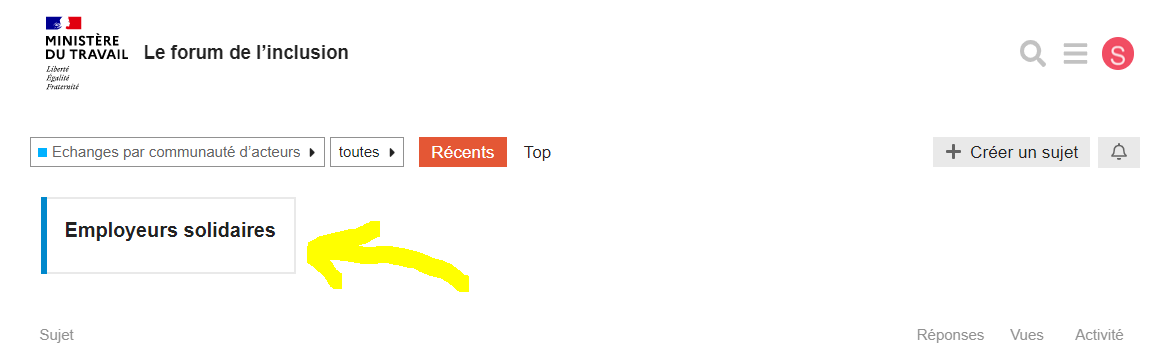 MINISTÈRE
DU TRAVAIL
Liberté
Égalité
Fraternité
Le forum de l’inclusion
S
Echanges par communauté d’acteurs
toutes
Récents
Top
Créer un sujet
Employeurs solidaires
Sujet
Réponses
Vues
Activité